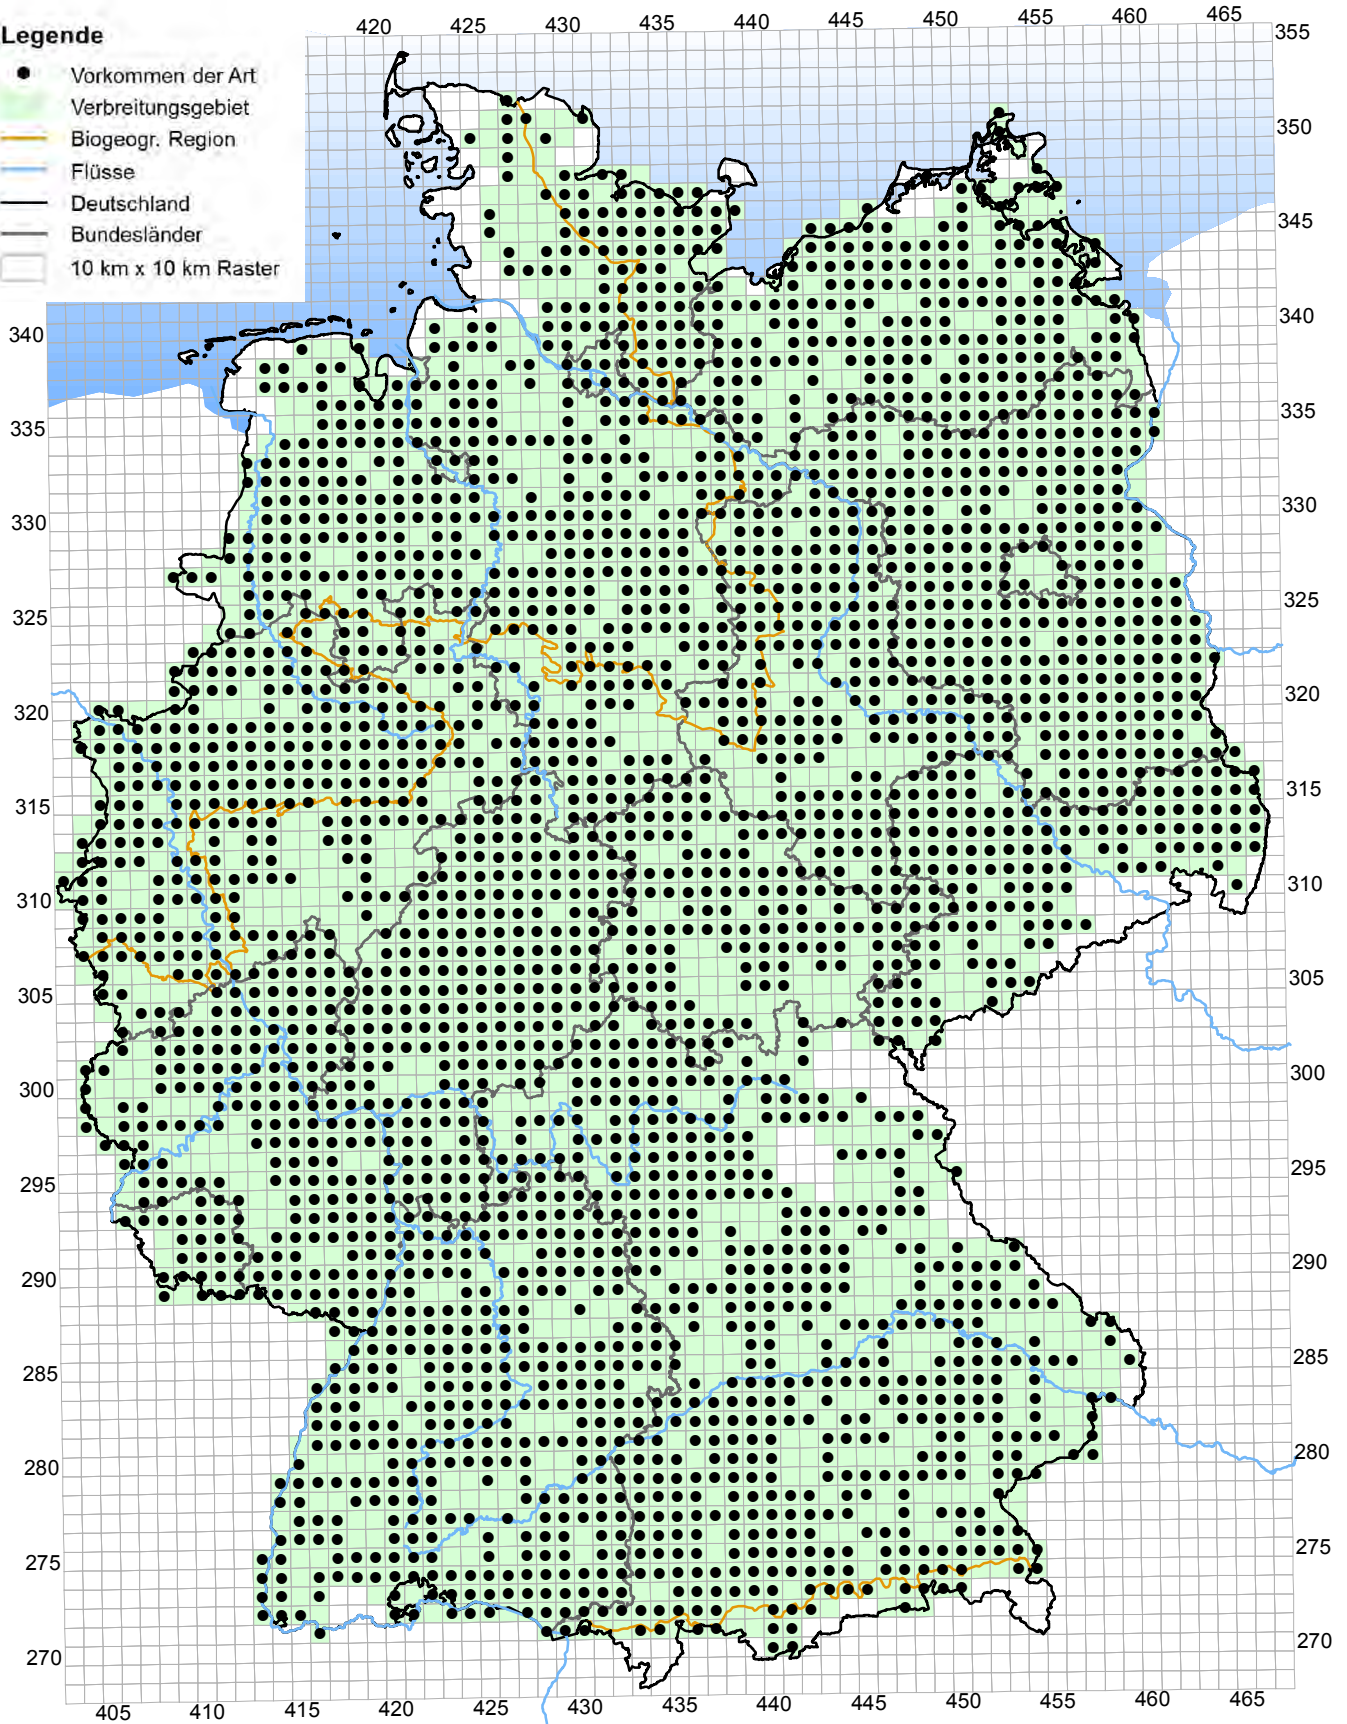 420 425 430 435 440 445 450 455 460 465
355
Legende
Vorkommen der Art
Verbreitungsgebiet
Biogeogr. Region
Flüsse
Deutschland
Bundesländer
10 km x 10 km Raster
350
345
340 340
335 335
330 330
325 325
320 320
315 315
310 310
305 305
300 300
295 295
290 290
285 285
280 280
275 275
270 270
405 410 415 420 425 430 435 440 445 450 455 460 465